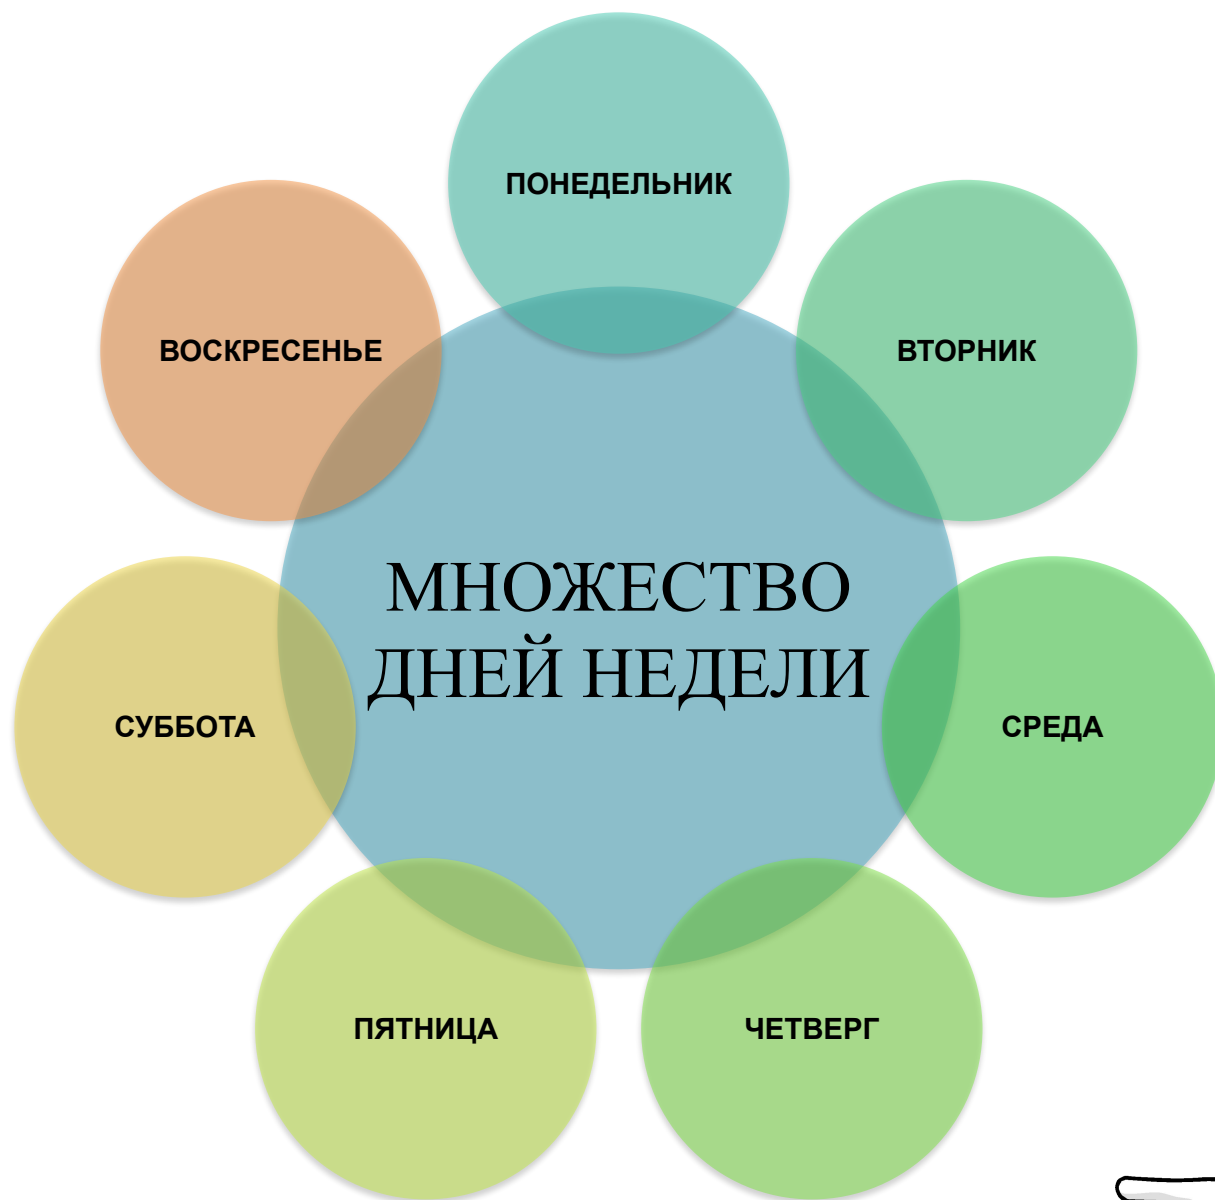 ПОНЕДЕЛЬНИК
ВТОРНИК
СРЕДА
ЧЕТВЕРГ
ПЯТНИЦА
СУББОТА
ВОСКРЕСЕНЬЕ
МНОЖЕСТВО
ДНЕЙ НЕДЕЛИ